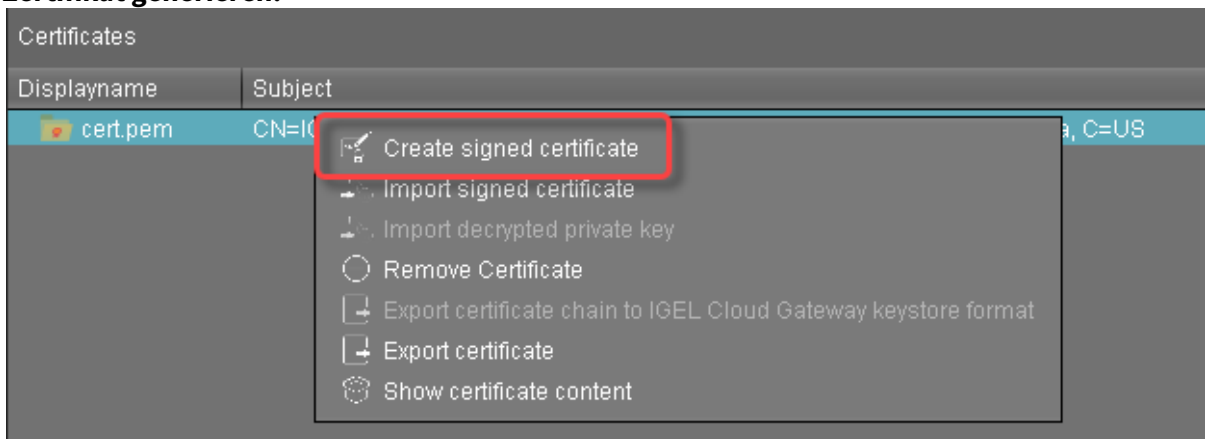 Certificates
Displayname Subject
cert.pem CN=IG a, C=US
Create signed certificate
Import signed certificate
Import decrypted private key
Remove Certificate
Export certificate chain to IGEL Cloud Gateway keystore format
Export certificate
Show certificate content